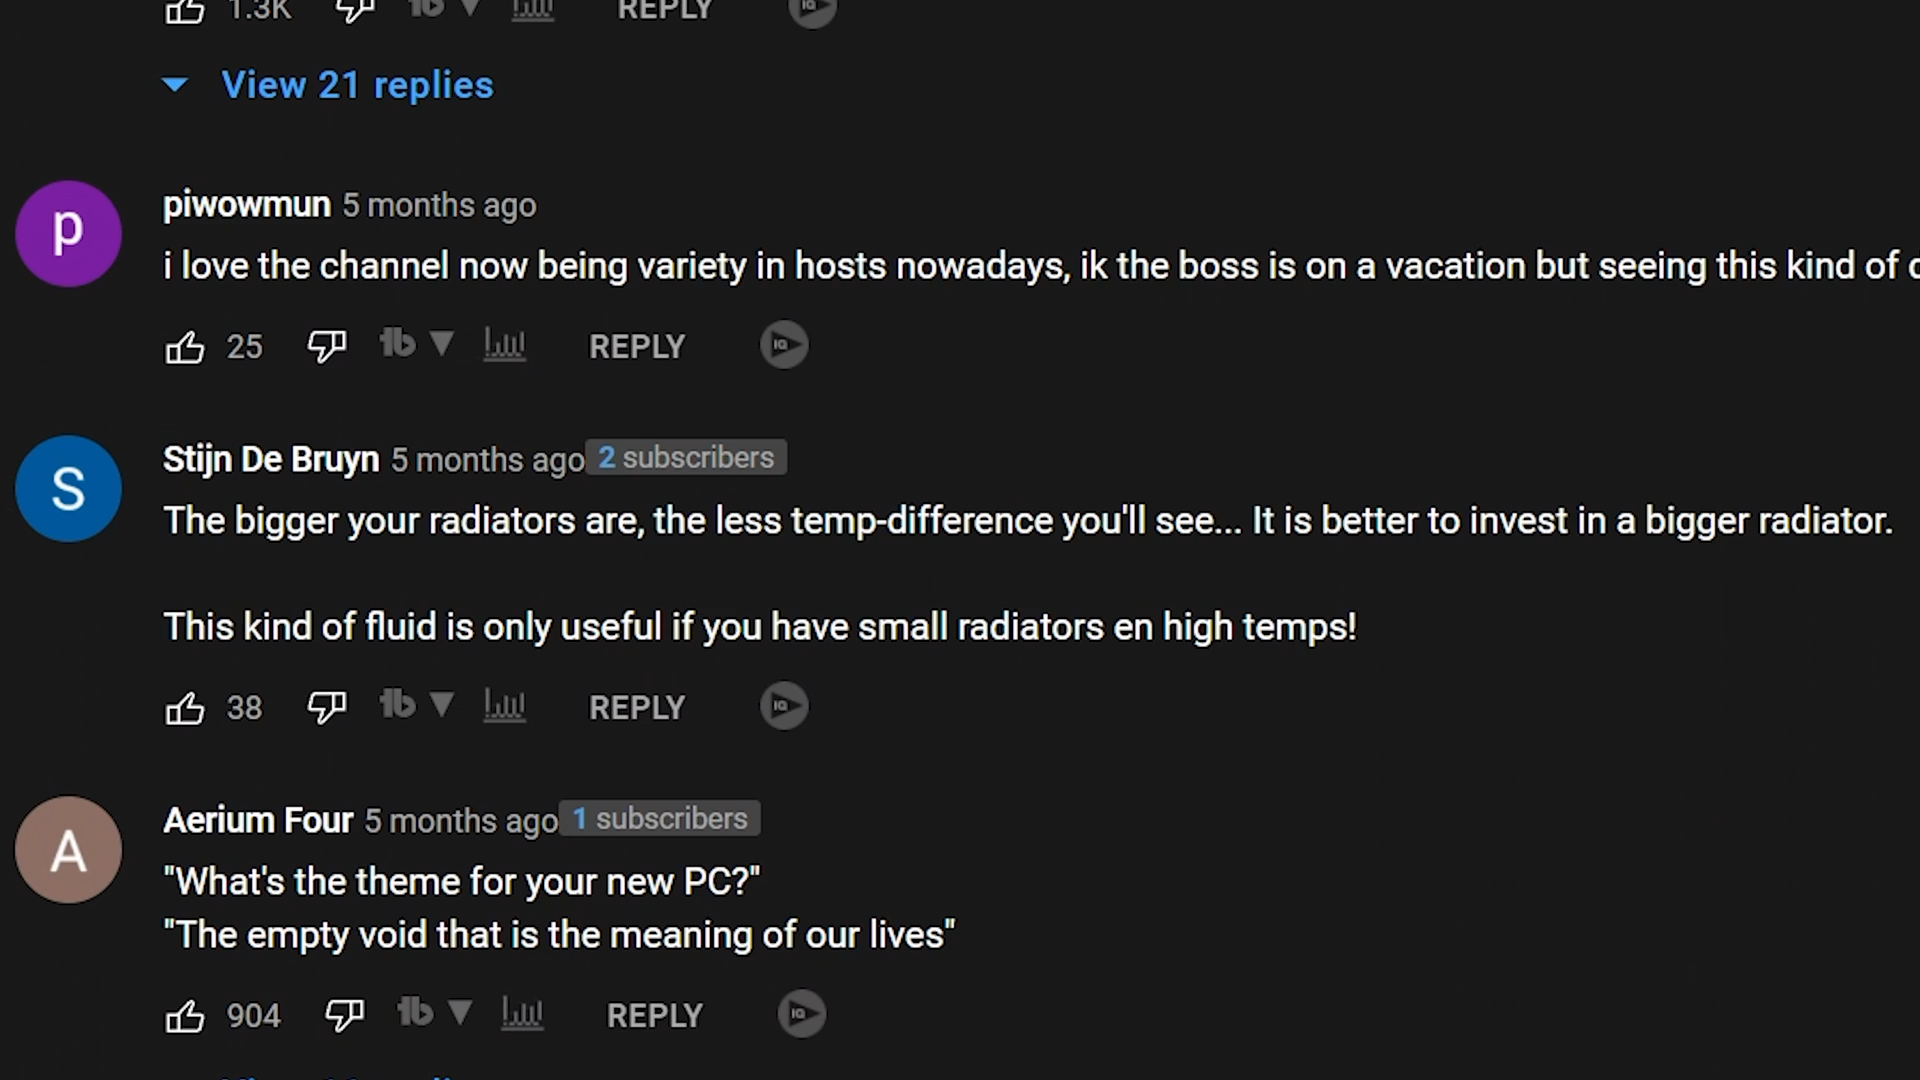 1.3K REPLY
View 21 replies
p
piwowmun 5 months ago
i love the channel now being variety in hosts nowadays, ik the boss is on a vacation but seeing this kind of
25 REPLY
S
Stijn De Bruyn 5 months ago 2 subscribers
The bigger your radiators are, the less temp-difference you'll see... It is better to invest in a bigger radiator.
This kind of fluid is only useful if you have small radiators en high temps!
38 REPLY
A
Aerium Four 5 months ago 1 subscribers
"What's the theme for your new PC?"
"The empty void that is the meaning of our lives"
904 REPLY